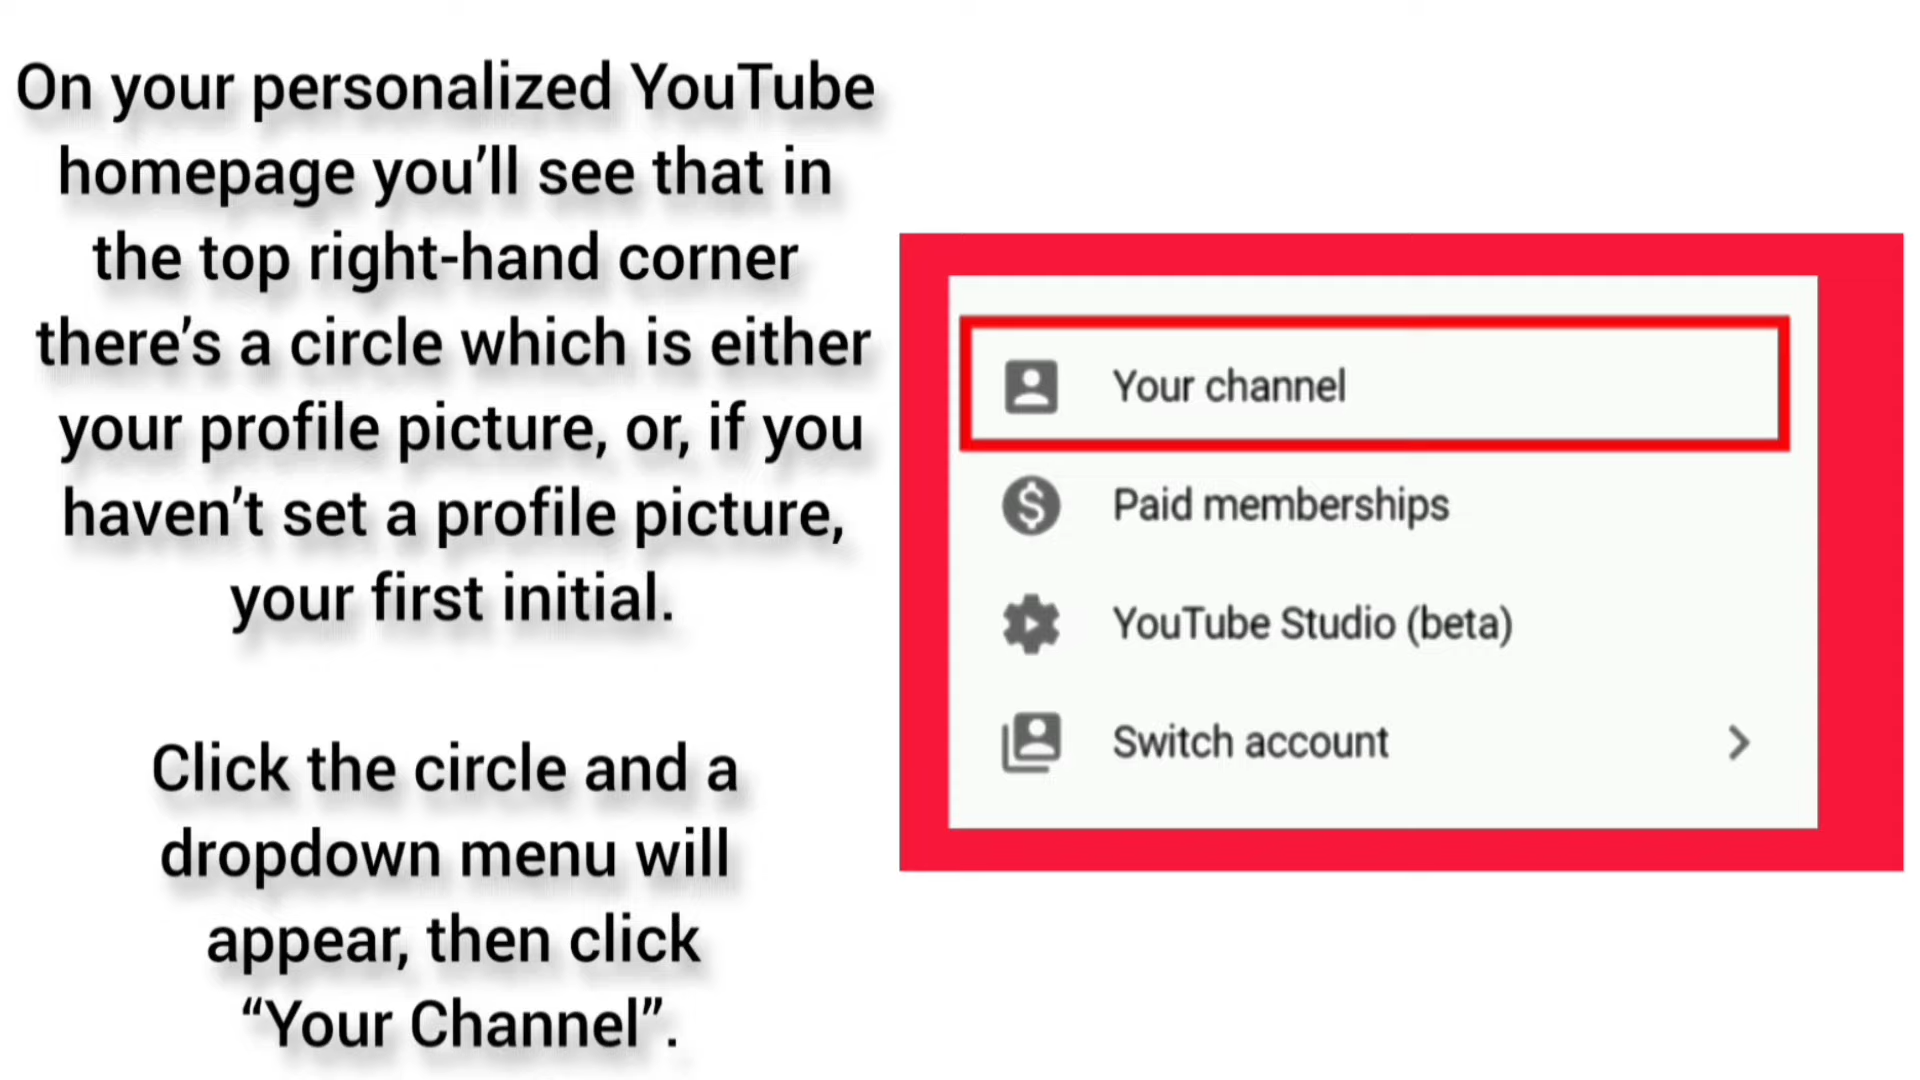 On your personalized YouTube
homepage you’ll see that in
the top right-hand corner
there’s a circle which is either
your profile picture, or, if you
haven’t set a profile picture,
your first initial.
Click the circle and a
dropdown menu will
appear, then click
“Your Channel”.
Your channel
Paid memberships
YouTube Studio (beta)
Switch account